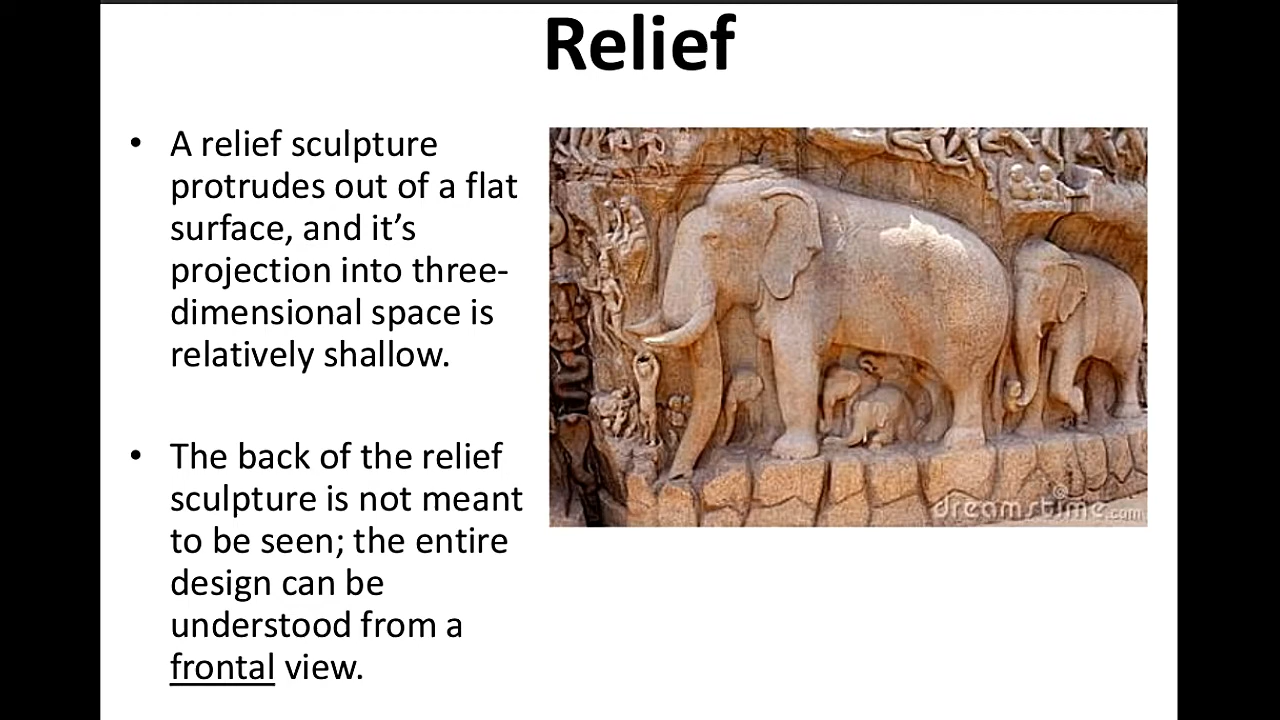 Relief
• A relief sculpture
protrudes out of a flat
surface, and it’s
projection into three-
dimensional space is
relatively shallow.
• The back of the relief
sculpture is not meant
to be seen; the entire
design can be
understood from a
frontal view.
dreamstime.com